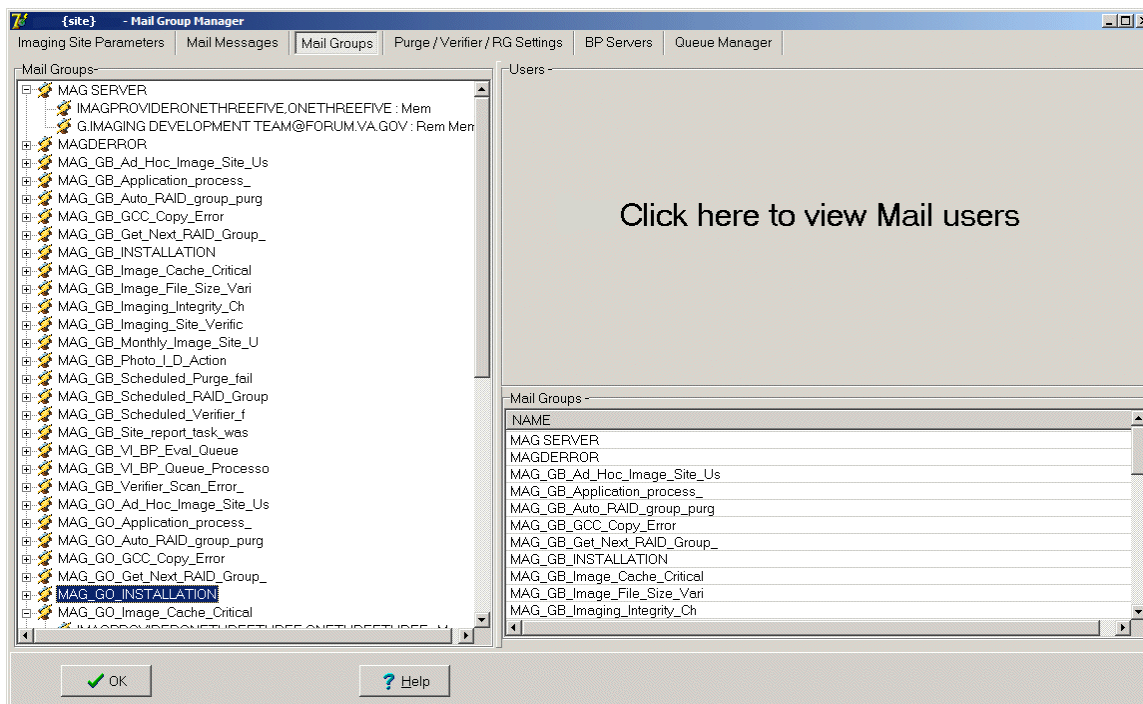 {site} - Mail Group Manager
Imaging Site Parameters Mail Messages Mail Groups Purge / Verifier / RG Settings BP Servers Queue Manager
Mail Groups-
MAG SERVER
IMAGPROVIDERONETHREEFIVE,ONETHREEFIVE : Mem
G.IMAGING DEVELOPMENT TEAM@FORUM.VA.GOV : Rem Mem
MAGDERROR
MAG_GB_Ad_Hoc_Image_Site_Us
MAG_GB_Application_process_
MAG_GB_Auto_RAID_group_purg
MAG_GB_GCC_Copy_Error
MAG_GB_Get_Next_RAID_Group_
MAG_GB_INSTALLATION
MAG_GB_Image_Cache_Critical
MAG_GB_Image_File_Size_Vari
MAG_GB_Imaging_Integrity_Ch
MAG_GB_Imaging_Site_Verific
MAG_GB_Monthly_Image_Site_U
MAG_GB_Photo_I_D_Action
MAG_GB_Scheduled_Purge_fail
MAG_GB_Scheduled_RAID_Group
MAG_GB_Scheduled_Verifier_f
MAG_GB_Site_report_task_was
MAG_GB_VI_BP_Eval_Queue
MAG_GB_VI_BP_Queue_Processo
MAG_GB_Verifier_Scan_Error_
MAG_GO_Ad_Hoc_Image_Site_Us
MAG_GO_Application_process_
MAG_GO_Auto_RAID_group_purg
MAG_GO_GCC_Copy_Error
MAG_GO_Get_Next_RAID_Group_
MAG_GO_INSTALLATION
MAG_GO_Image_Cache_Critical
Users -
Click here to view Mail users
Mail Groups -
NAME
MAG SERVER
MAGDERROR
MAG_GB_Ad_Hoc_Image_Site_Us
MAG_GB_Application_process_
MAG_GB_Auto_RAID_group_purg
MAG_GB_GCC_Copy_Error
MAG_GB_Get_Next_RAID_Group_
MAG_GB_INSTALLATION
MAG_GB_Image_Cache_Critical
MAG_GB_Image_File_Size_Vari
MAG_GB_Imaging_Integrity_Ch
OK
Help